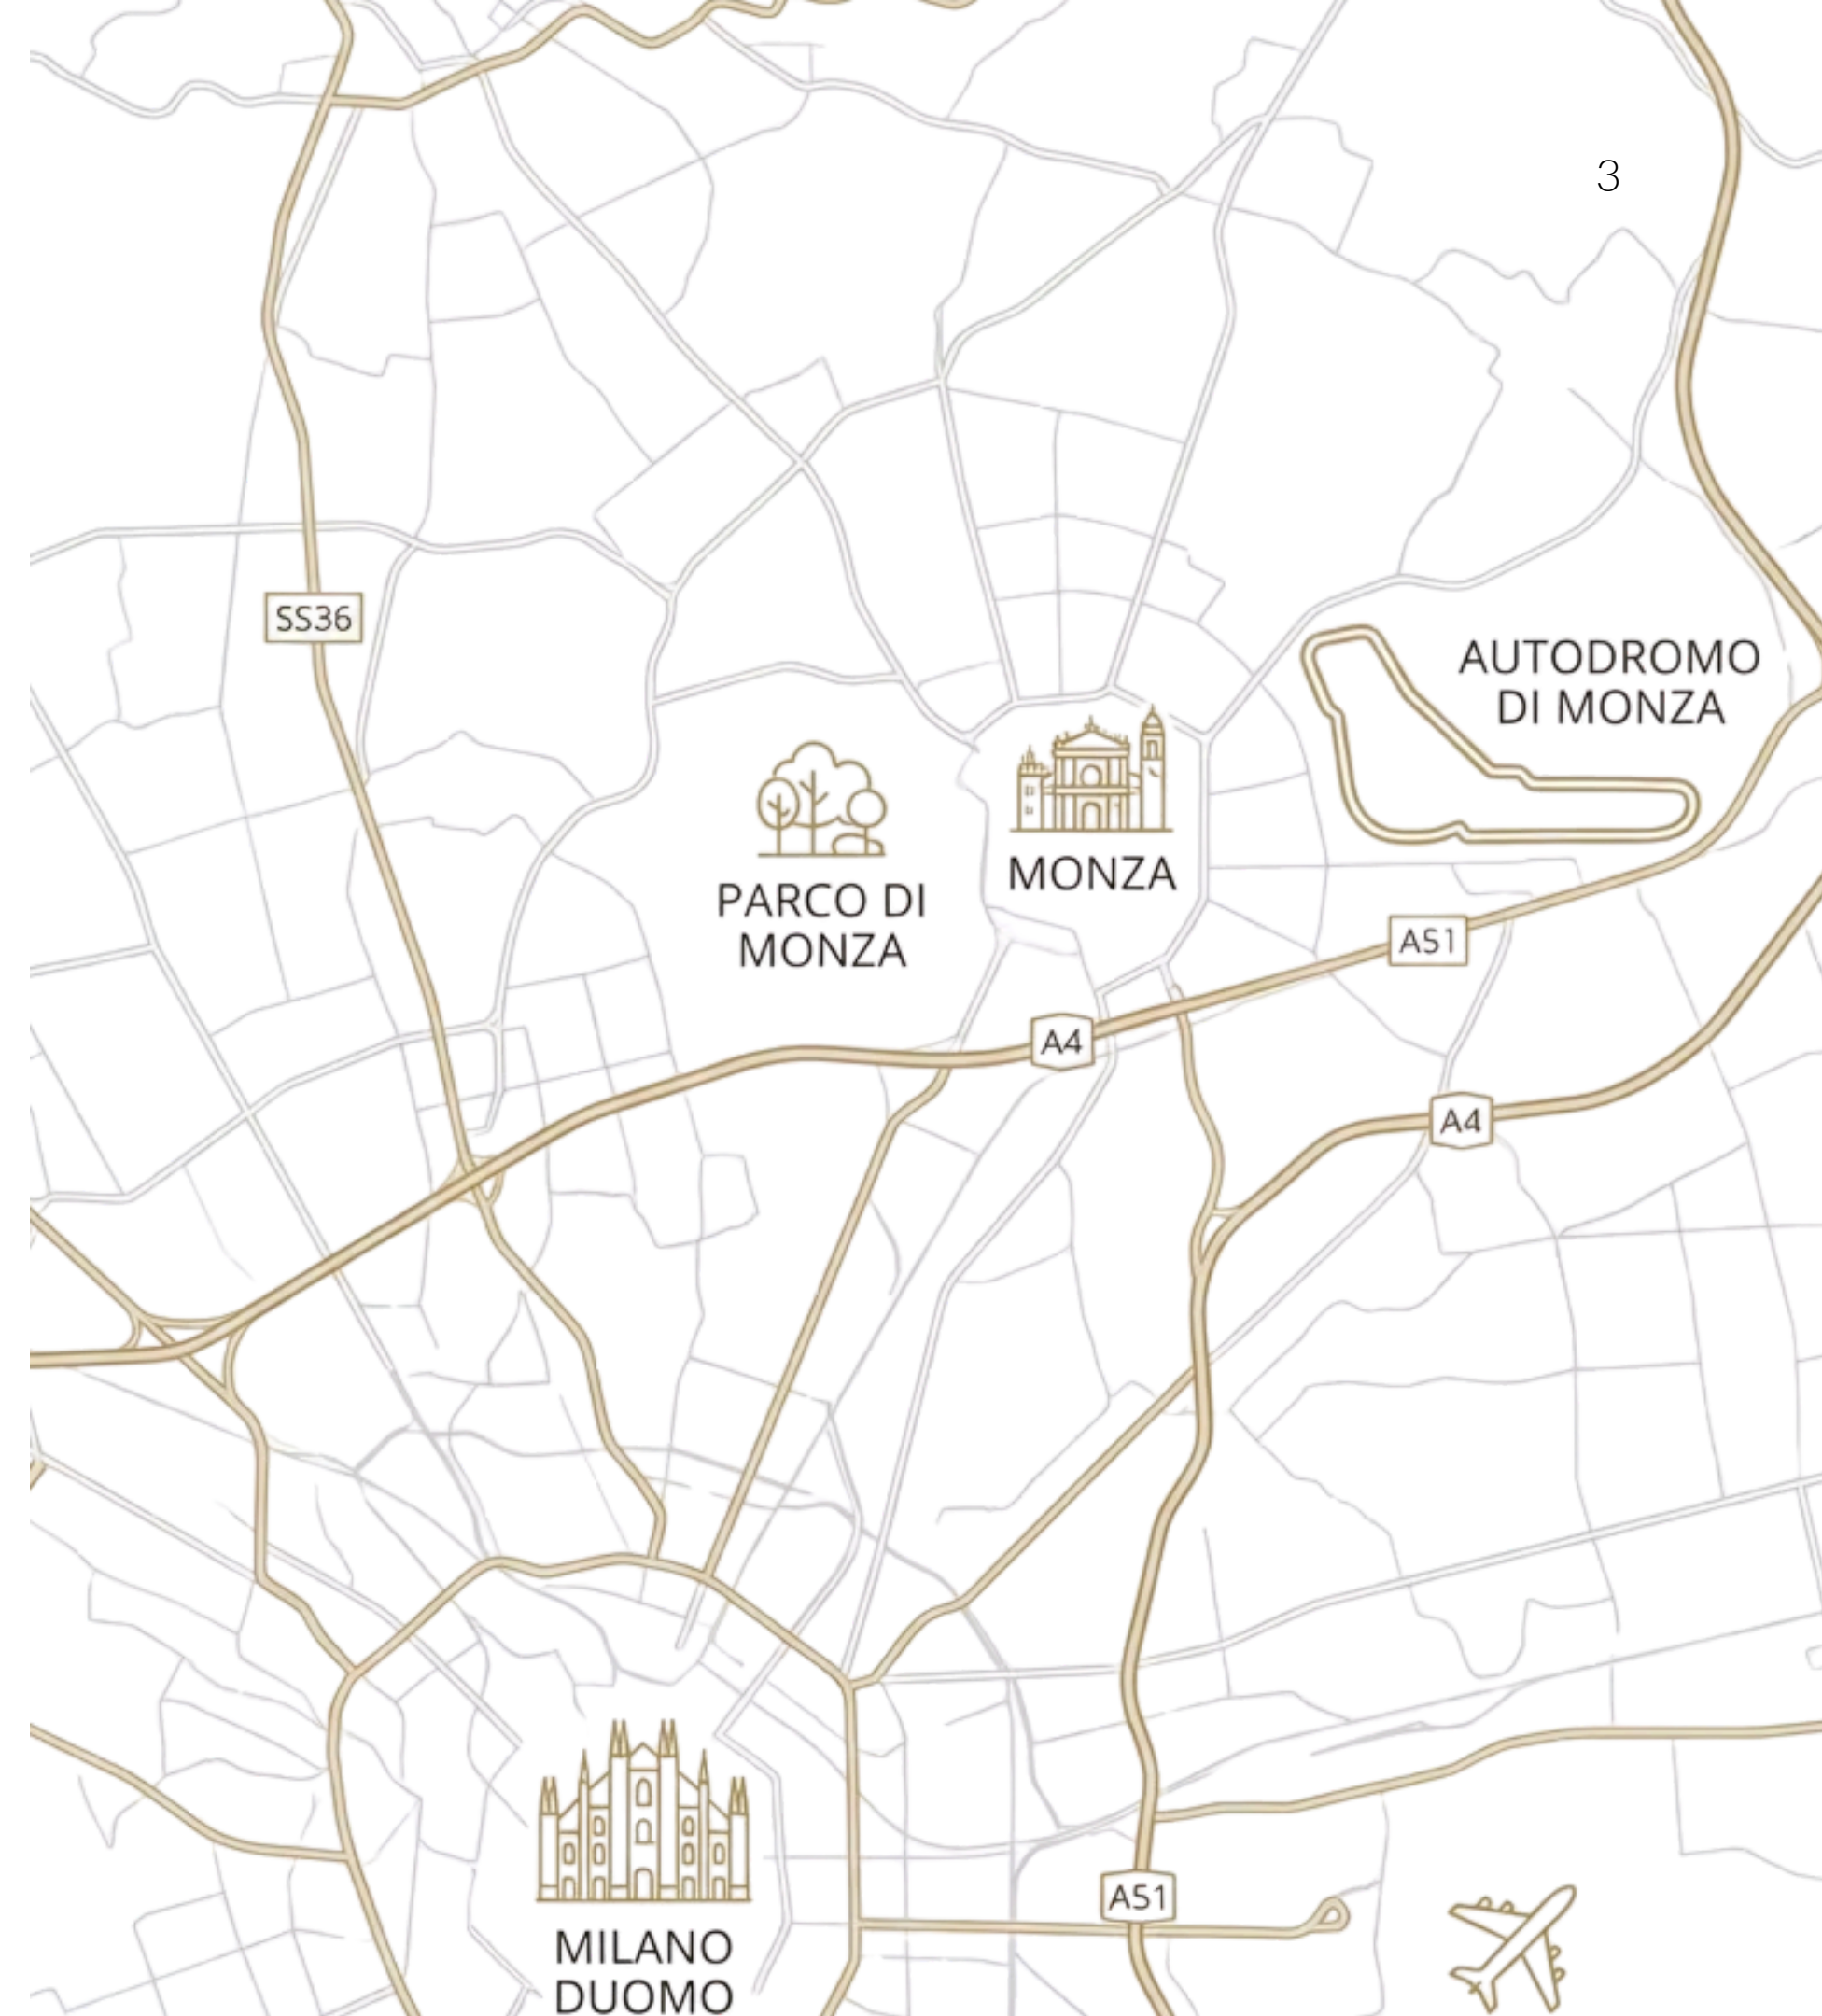 3
SS36
AUTODROMO
DI MONZA
MONZA
PARCO DI
MONZA
A51
A4
A4
A51
MILANO
DUOMO